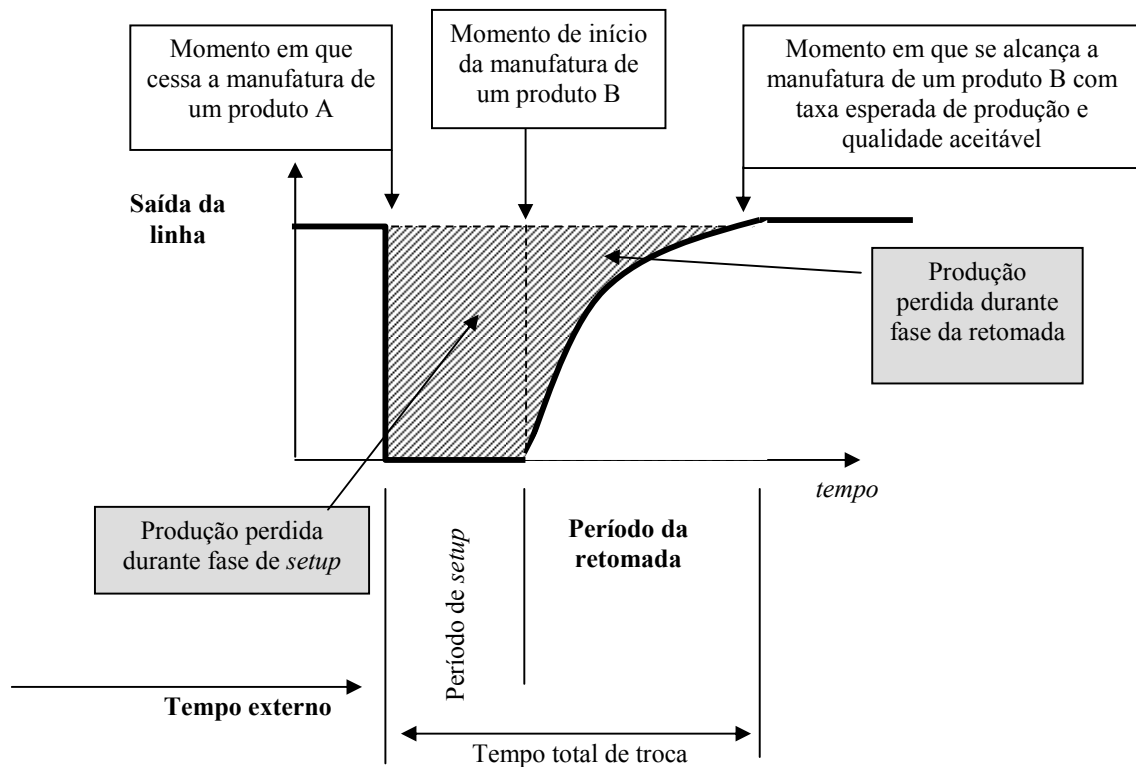 Momento em que
cessa a manufatura de
um produto A
Momento de início
da manufatura de
um produto B
Momento em que se alcança a
manufatura de um produto B com
taxa esperada de produção e
qualidade aceitável
Saída da
linha
Produção
perdida durante
fase da retomada
tempo
Produção perdida
durante fase de setup
Período de setup
Período da
retomada
Tempo externo
Tempo total de troca